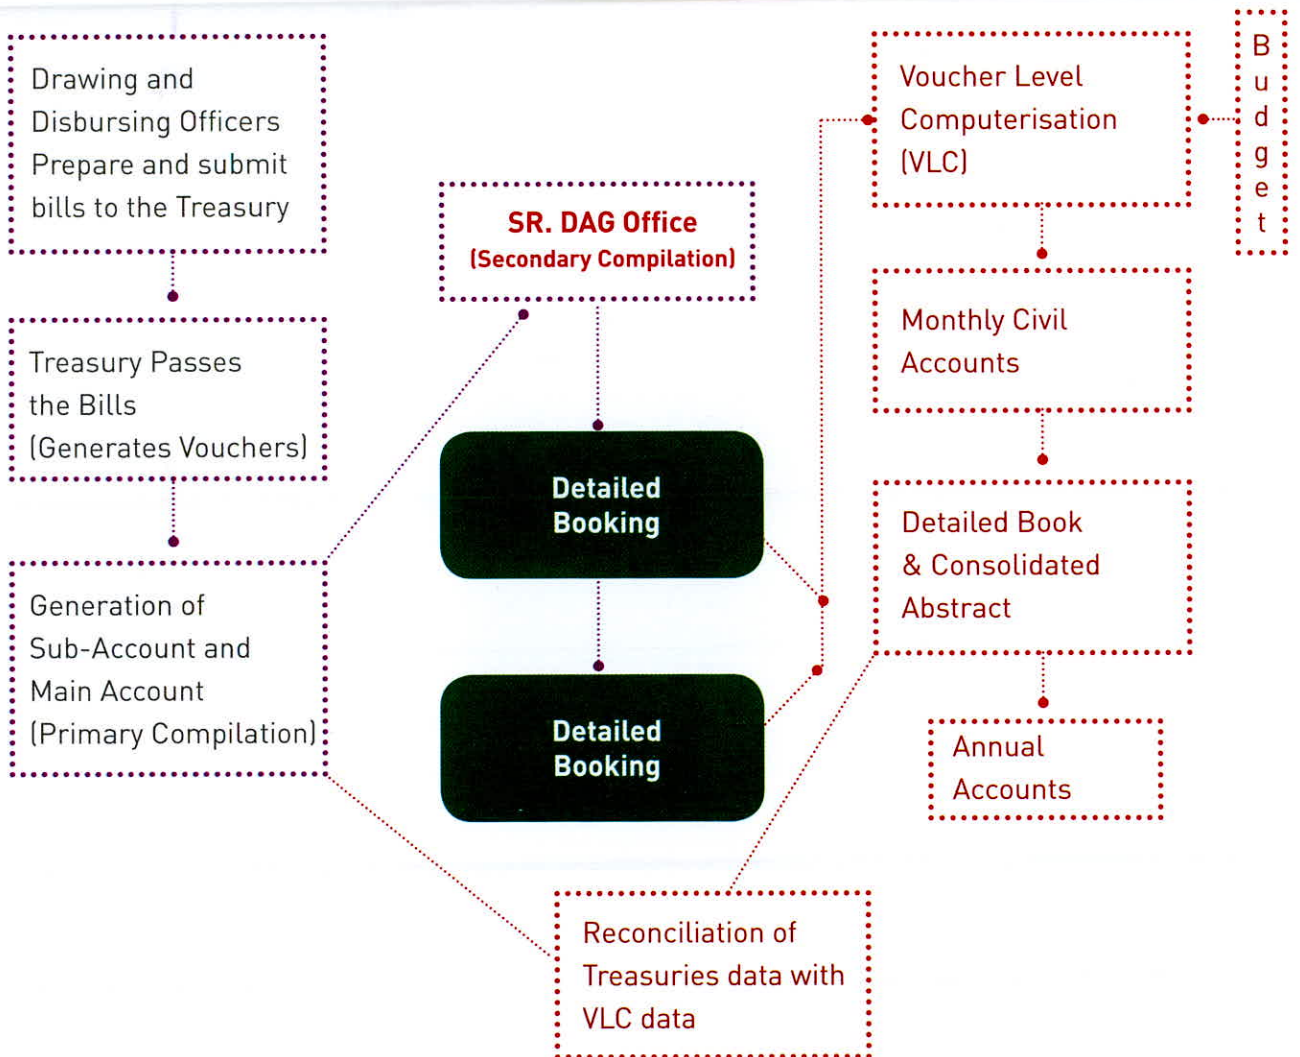 Drawing and
Disbursing Officers
Prepare and submit
bills to the Treasury
Treasury Passes
the Bills
(Generates Vouchers)
Generation of
Sub-Account and
Main Account
(Primary Compilation)
SR. DAG Office
(Secondary Compilation)
Detailed
Booking
Detailed
Booking
Voucher Level
Computerisation
(VLC)
Budget
Monthly Civil
Accounts
Detailed Book
& Consolidated
Abstract
Annual
Accounts
Reconciliation of
Treasuries data with
VLC data